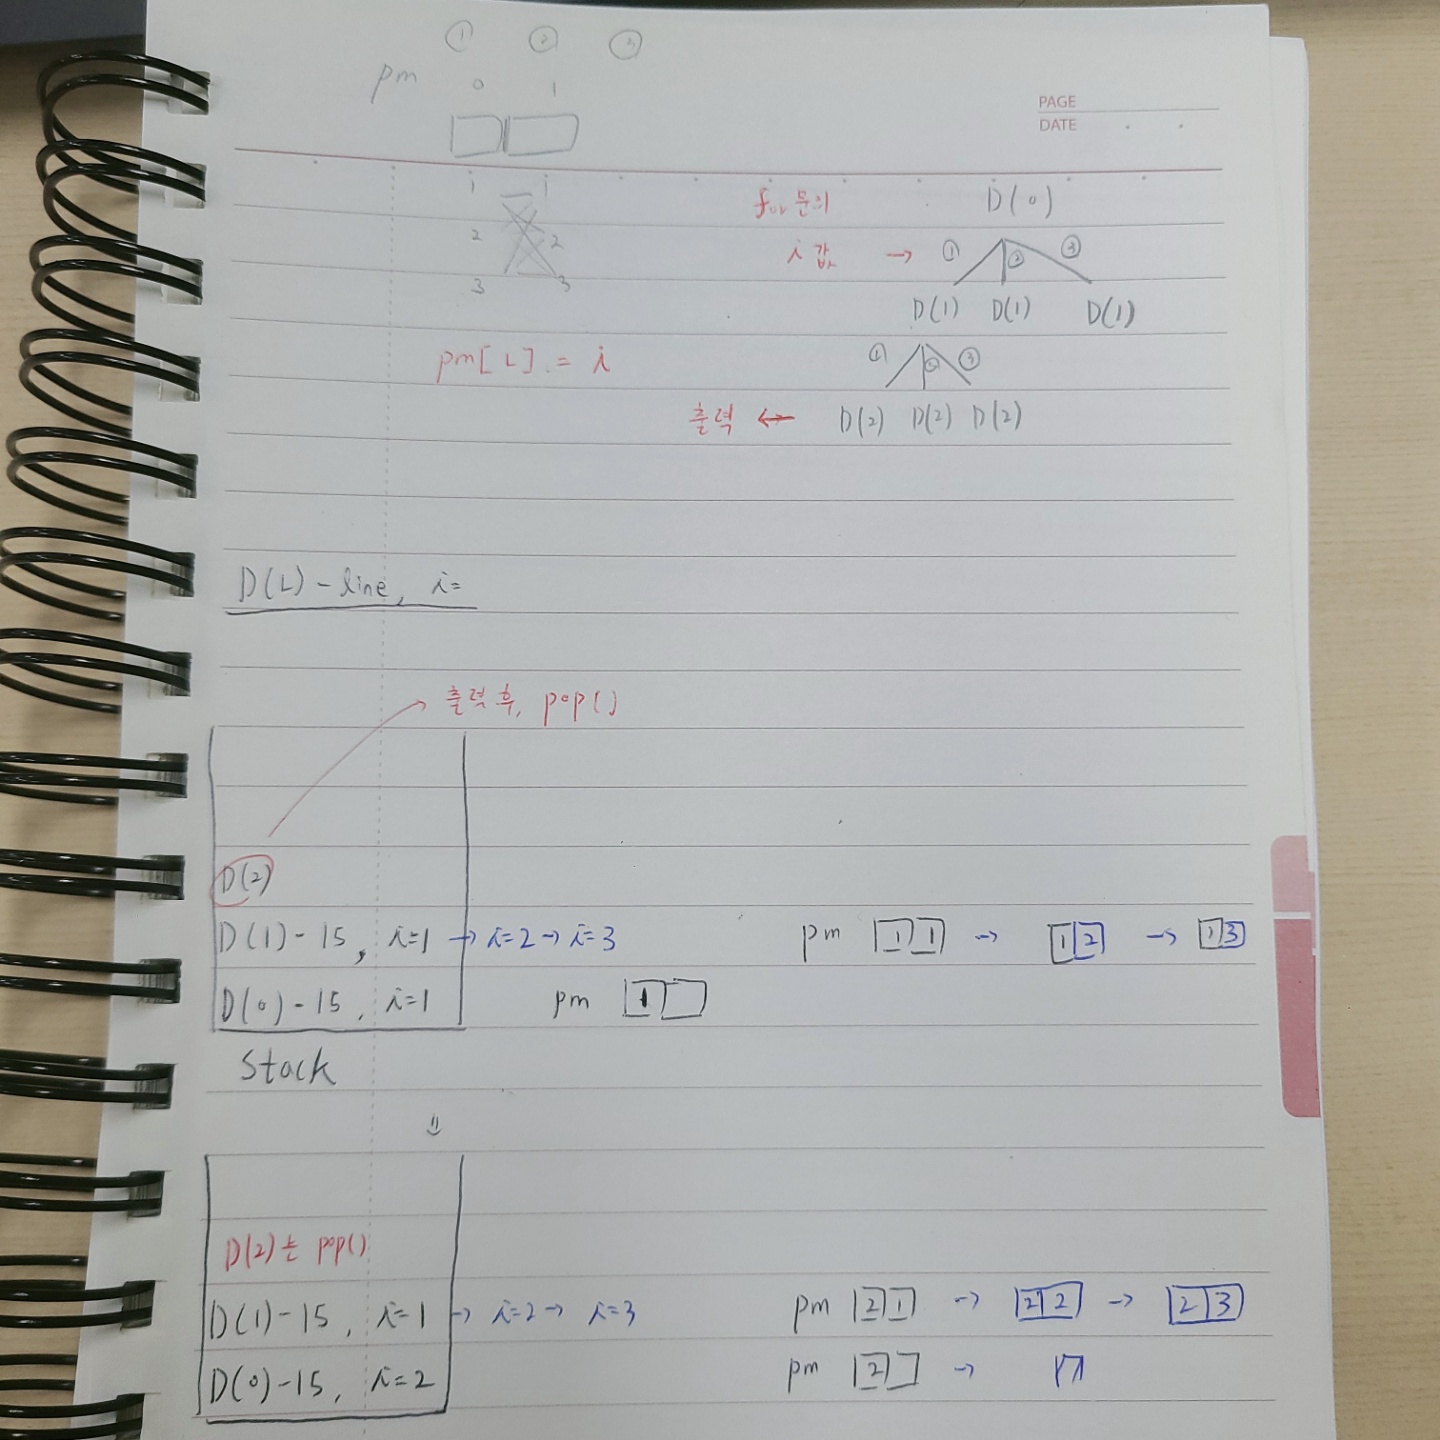 ① ② ③
pm 0 1
PAGE
DATE
1 1
2 2
3 3
for문의 D(0)
i 값 → ① ② ③
D(1) D(1) D(1)
pm[L] = i ① ② ③
출력 ← D(2) D(2) D(2)
D(L)-line, i=
출력 후, pop()
D(2)
D(1)-15, i=1 → i=2 → i=3 pm 1 1 → 1 2 → 1 3
D(0)-15, i=1 pm 1
Stack
D(2)는 pop()
D(1)-15, i=1 → i=2 → i=3 pm 2 1 → 2 2 → 2 3
D(0)-15, i=2 pm 2 →